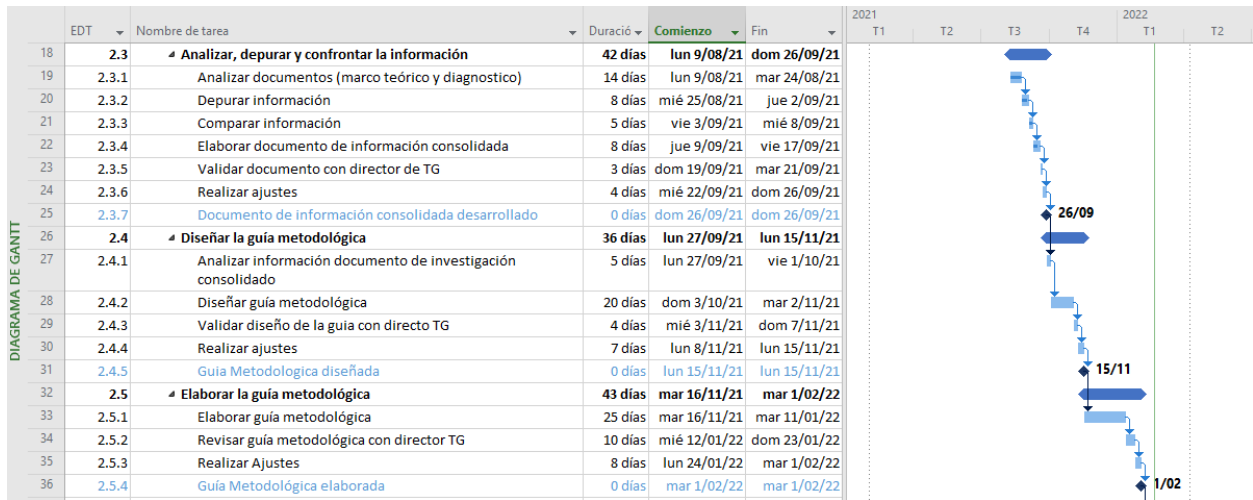 2021 2022
EDT Nombre de tarea Duració Comienzo Fin T1 T2 T3 T4 T1 T2
18 2.3 Analizar, depurar y confrontar la información 42 días lun 9/08/21 dom 26/09/21
19 2.3.1 Analizar documentos (marco teórico y diagnostico) 14 días lun 9/08/21 mar 24/08/21
20 2.3.2 Depurar información 8 días mié 25/08/21 jue 2/09/21
21 2.3.3 Comparar información 5 días vie 3/09/21 mié 8/09/21
22 2.3.4 Elaborar documento de información consolidada 8 días jue 9/09/21 vie 17/09/21
23 2.3.5 Validar documento con director de TG 3 días dom 19/09/21 mar 21/09/21
24 2.3.6 Realizar ajustes 4 días mié 22/09/21 dom 26/09/21
25 2.3.7 Documento de información consolidada desarrollado 0 días dom 26/09/21 dom 26/09/21 26/09
26 2.4 Diseñar la guía metodológica 36 días lun 27/09/21 lun 15/11/21
27 2.4.1 Analizar información documento de investigación 5 días lun 27/09/21 vie 1/10/21
consolidado
28 2.4.2 Diseñar guía metodológica 20 días dom 3/10/21 mar 2/11/21
29 2.4.3 Validar diseño de la guia con directo TG 4 días mié 3/11/21 dom 7/11/21
30 2.4.4 Realizar ajustes 7 días lun 8/11/21 lun 15/11/21
31 2.4.5 Guia Metodologica diseñada 0 días lun 15/11/21 lun 15/11/21 15/11
32 2.5 Elaborar la guía metodológica 43 días mar 16/11/21 mar 1/02/22
33 2.5.1 Elaborar guía metodológica 25 días mar 16/11/21 mar 11/01/22
34 2.5.2 Revisar guía metodológica con director TG 10 días mié 12/01/22 dom 23/01/22
35 2.5.3 Realizar Ajustes 8 días lun 24/01/22 mar 1/02/22
36 2.5.4 Guía Metodológica elaborada 0 días mar 1/02/22 mar 1/02/22 1/02
DIAGRAMA DE GANTT